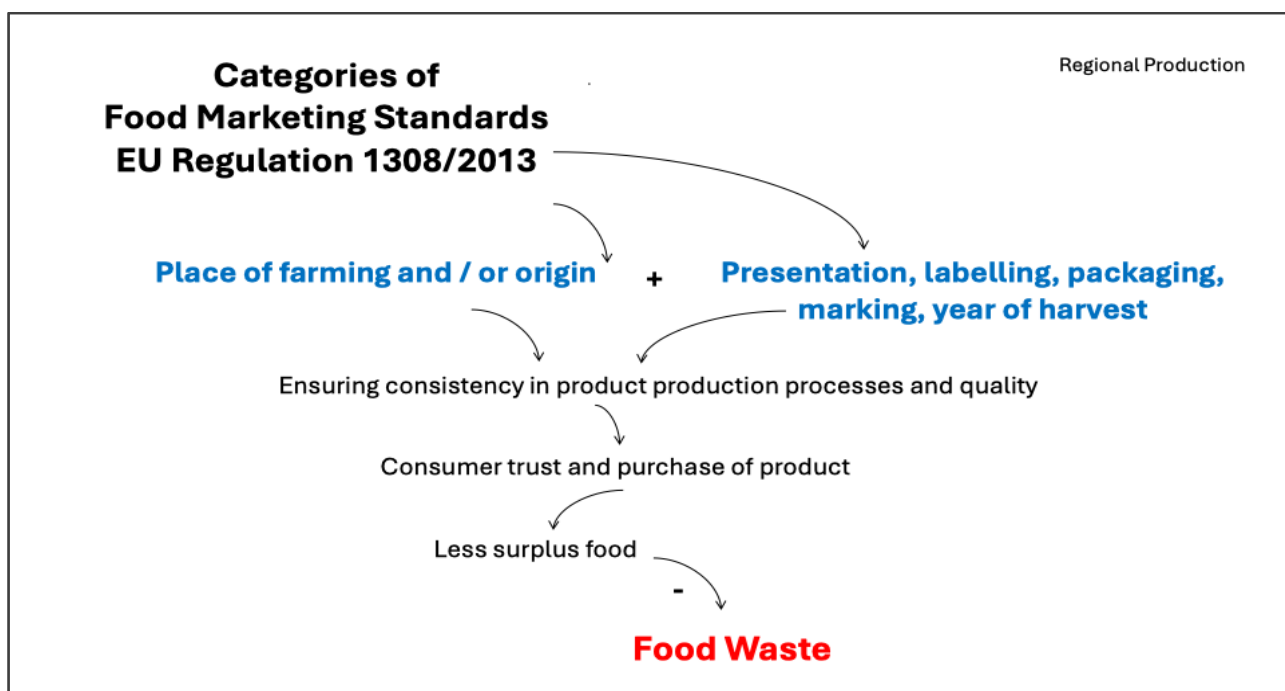 Categories of
Food Marketing Standards
EU Regulation 1308/2013
Regional Production
Place of farming and / or origin
+
Presentation, labelling, packaging,
marking, year of harvest
Ensuring consistency in product production processes and quality
Consumer trust and purchase of product
Less surplus food
-
Food Waste